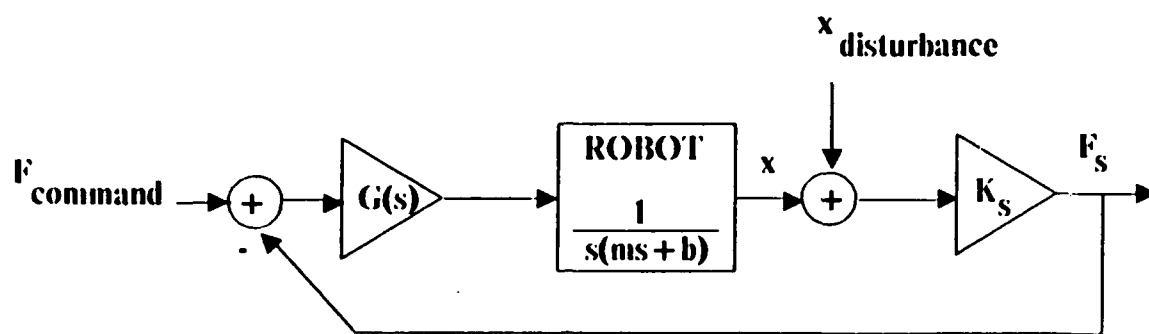 x disturbance
F command
+
-
G(s)
ROBOT
1
s(ms + b)
x
+
K s
F s